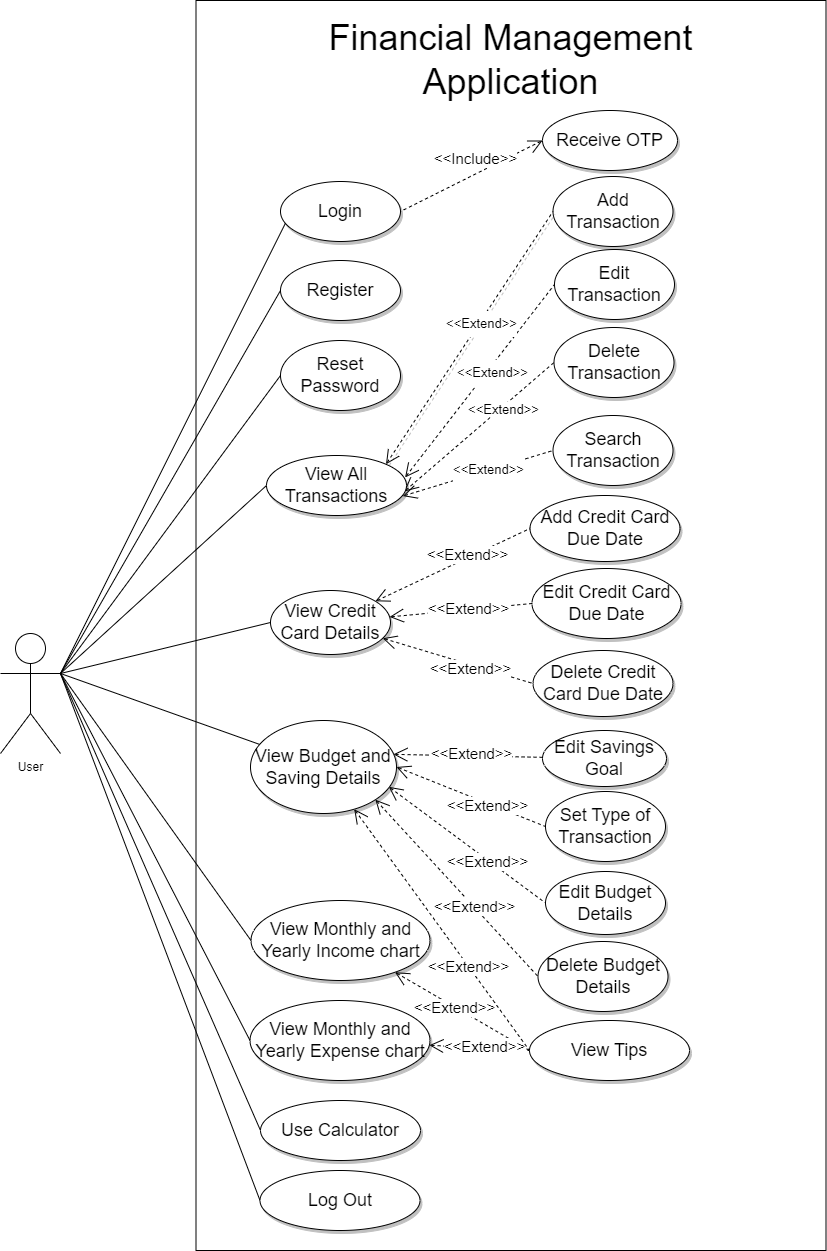 Financial Management
Application
Receive OTP
<<Include>>
Login
Add
Transaction
Register
Edit
Transaction
<<Extend>>
Delete
Transaction
Reset
Password
<<Extend>>
<<Extend>>
Search
Transaction
<<Extend>>
View All
Transactions
Add Credit Card
Due Date
<<Extend>>
Edit Credit Card
Due Date
<<Extend>>
View Credit
Card Details
<<Extend>>
Delete Credit
Card Due Date
User
View Budget and
Saving Details
<<Extend>>
Edit Savings
Goal
<<Extend>>
Set Type of
Transaction
<<Extend>>
Edit Budget
Details
<<Extend>>
View Monthly and
Yearly Income chart
<<Extend>>
Delete Budget
Details
<<Extend>>
View Monthly and
Yearly Expense chart
<<Extend>>
View Tips
Use Calculator
Log Out